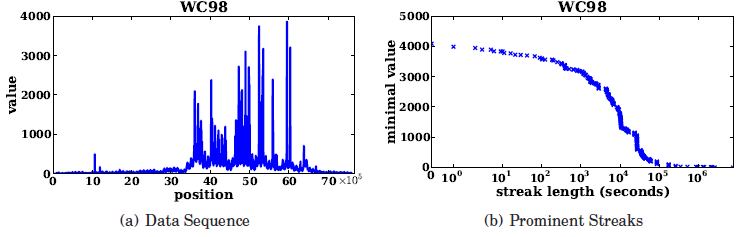 WC98
4000
3000
2000
1000
0
value
0 10 20 30 40 50 60 70 ×10⁵
position
(a) Data Sequence
WC98
5000
4000
3000
2000
1000
0
minimal value
0 10⁰ 10¹ 10² 10³ 10⁴ 10⁵ 10⁶
streak length (seconds)
(b) Prominent Streaks